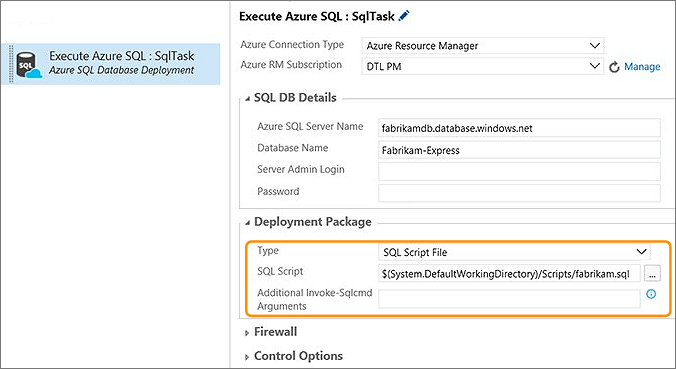 Execute Azure SQL : SqlTask
Azure SQL Database Deployment
Execute Azure SQL : SqlTask
Azure Connection Type Azure Resource Manager
Azure RM Subscription DTL PM Manage
SQL DB Details
Azure SQL Server Name fabrikamdb.database.windows.net
Database Name Fabrikam-Express
Server Admin Login
Password
Deployment Package
Type SQL Script File
SQL Script $(System.DefaultWorkingDirectory)/Scripts/fabrikam.sql ...
Additional Invoke-Sqlcmd
Arguments
Firewall
Control Options